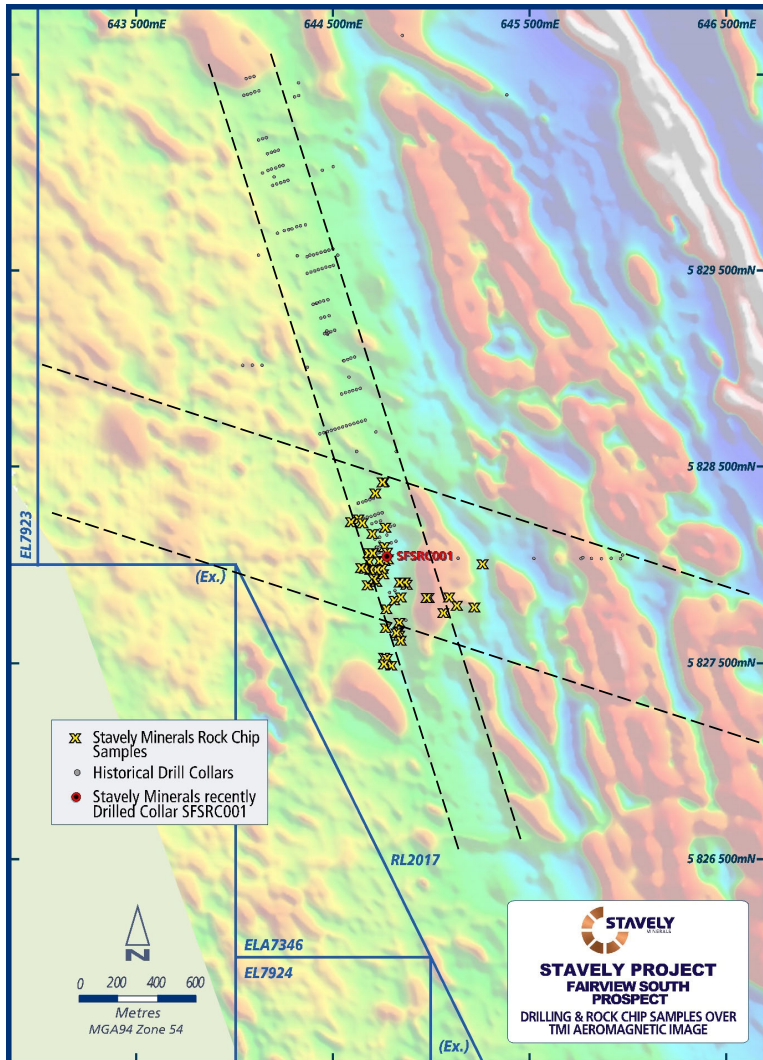 643 500mE
644 500mE
645 500mE
646 500mE
5 829 500mN
5 828 500mN
EL7923
SFSRC001
(Ex.)
5 827 500mN
Stavely Minerals Rock Chip
Samples
Historical Drill Collars
Stavely Minerals recently
Drilled Collar SFSRC001
RL2017
5 826 500mN
ELA7346
EL7924
N
0 200 400 600
Metres
MGA94 Zone 54
(Ex.)
STAVELY
MINERALS
STAVELY PROJECT
FAIRVIEW SOUTH
PROSPECT
DRILLING & ROCK CHIP SAMPLES OVER
TMI AEROMAGNETIC IMAGE